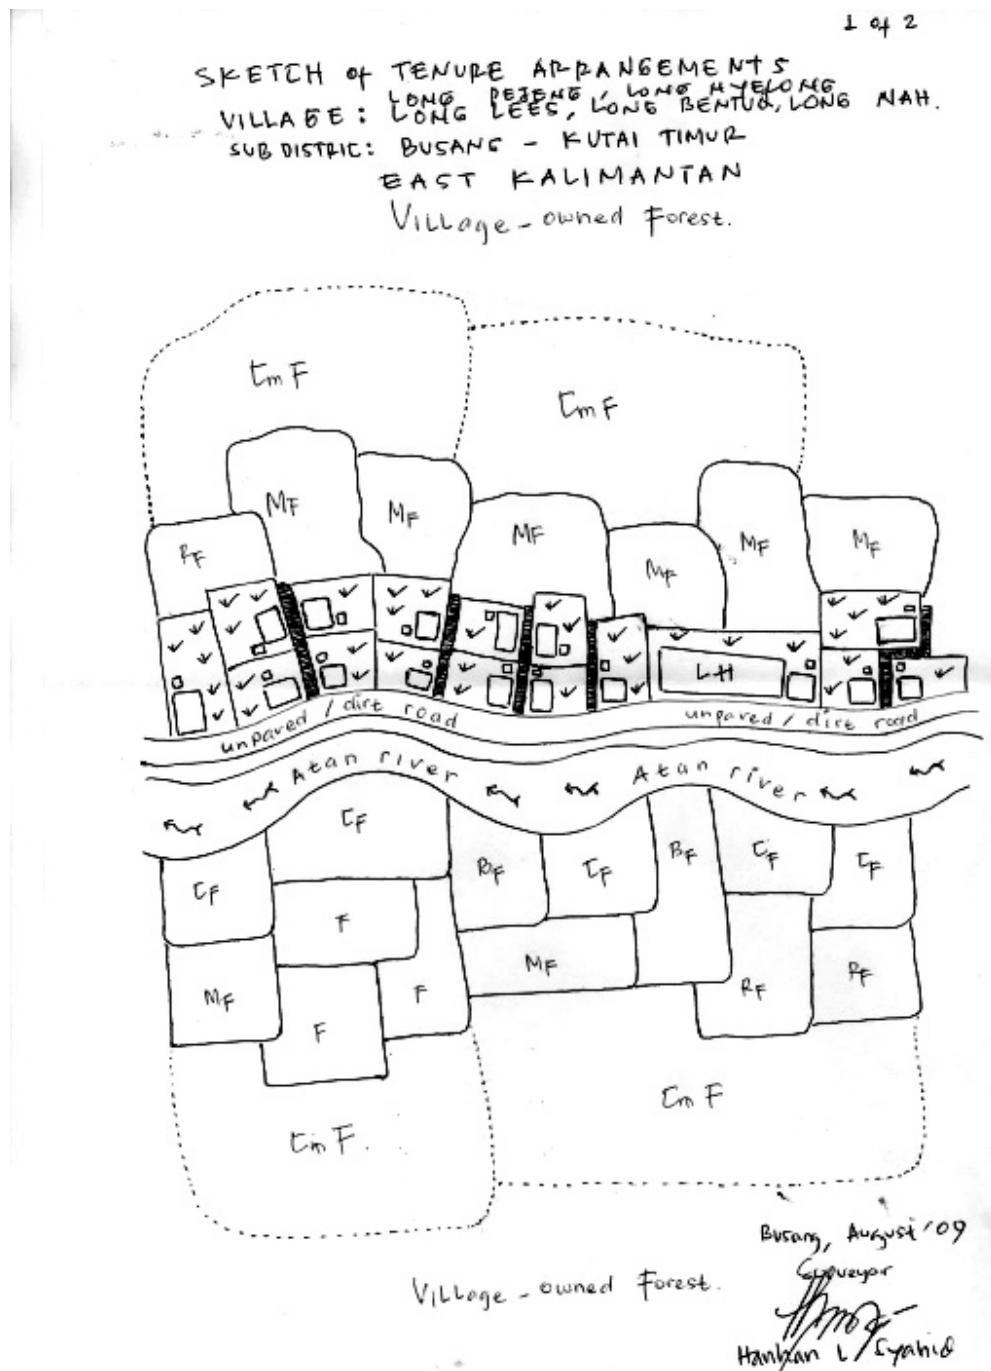 1 of 2
SKETCH of TENURE ARRANGEMENTS
LONG PEJENG, LONG NYELONG
VILLAGE: LONG LEES, LONG BENTUQ, LONG NAH.
SUB DISTRIC: BUSANG - KUTAI TIMUR
EAST KALIMANTAN
Village - owned Forest.
CmF
CmF
MF
MF
MF
MF
MF
MF
RF
LH
unpaved / dirt road
unpaved / dirt road
Atan river
Atan river
CF
CF
BF
CF
BF
CF
CF
F
MF
F
F
MF
RF
RF
CmF
CmF.
Busang, August '09
Surveyor
Village - owned Forest.
Syahid